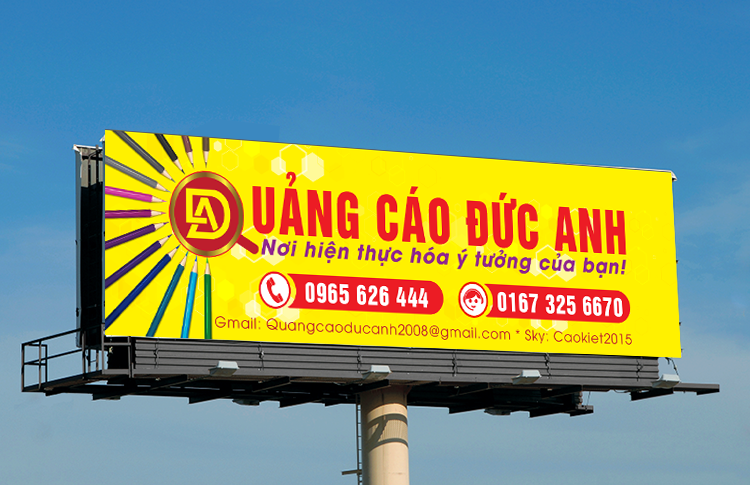 QUẢNG CÁO ĐỨC ANH
Nơi hiện thực hóa ý tưởng của bạn!
0965 626 444
0167 325 6670
Gmail: Quangcaoducanh2008@gmail.com * Sky: Caokiet2015